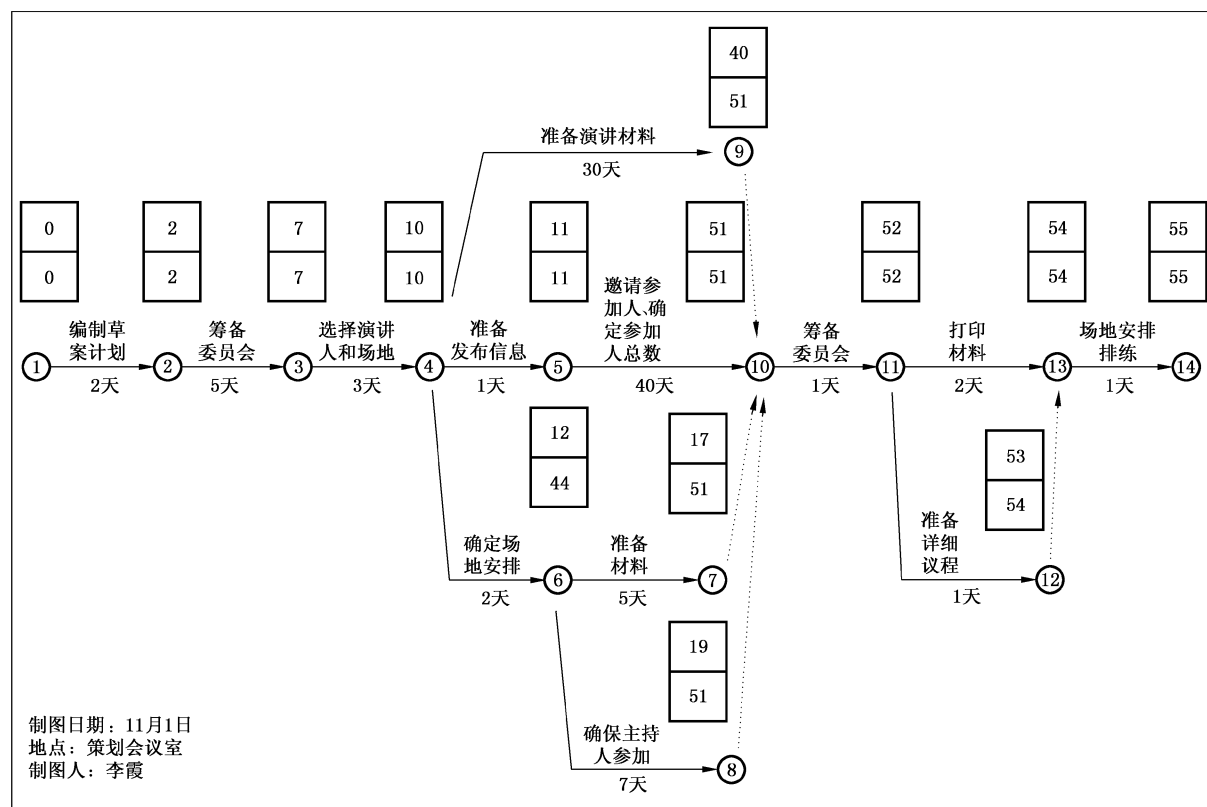 40
51
准备演讲材料
30天
⑨
0
0
2
2
7
7
10
10
11
11
51
51
52
52
54
54
55
55
编制草
案计划
2天
筹备
委员会
5天
选择演讲
人和场地
3天
准备
发布信息
1天
邀请参
加人、确
定参加
人总数
40天
筹备
委员会
1天
打印
材料
2天
场地安排
排练
1天
①
②
③
④
⑤
⑩
⑪
⑬
⑭
12
44
17
51
53
54
确定场
地安排
2天
⑥
准备
材料
5天
⑦
准备
详细
议程
1天
⑫
19
51
确保主持
人参加
7天
⑧
制图日期：11月1日
地点：策划会议室
制图人：李霞